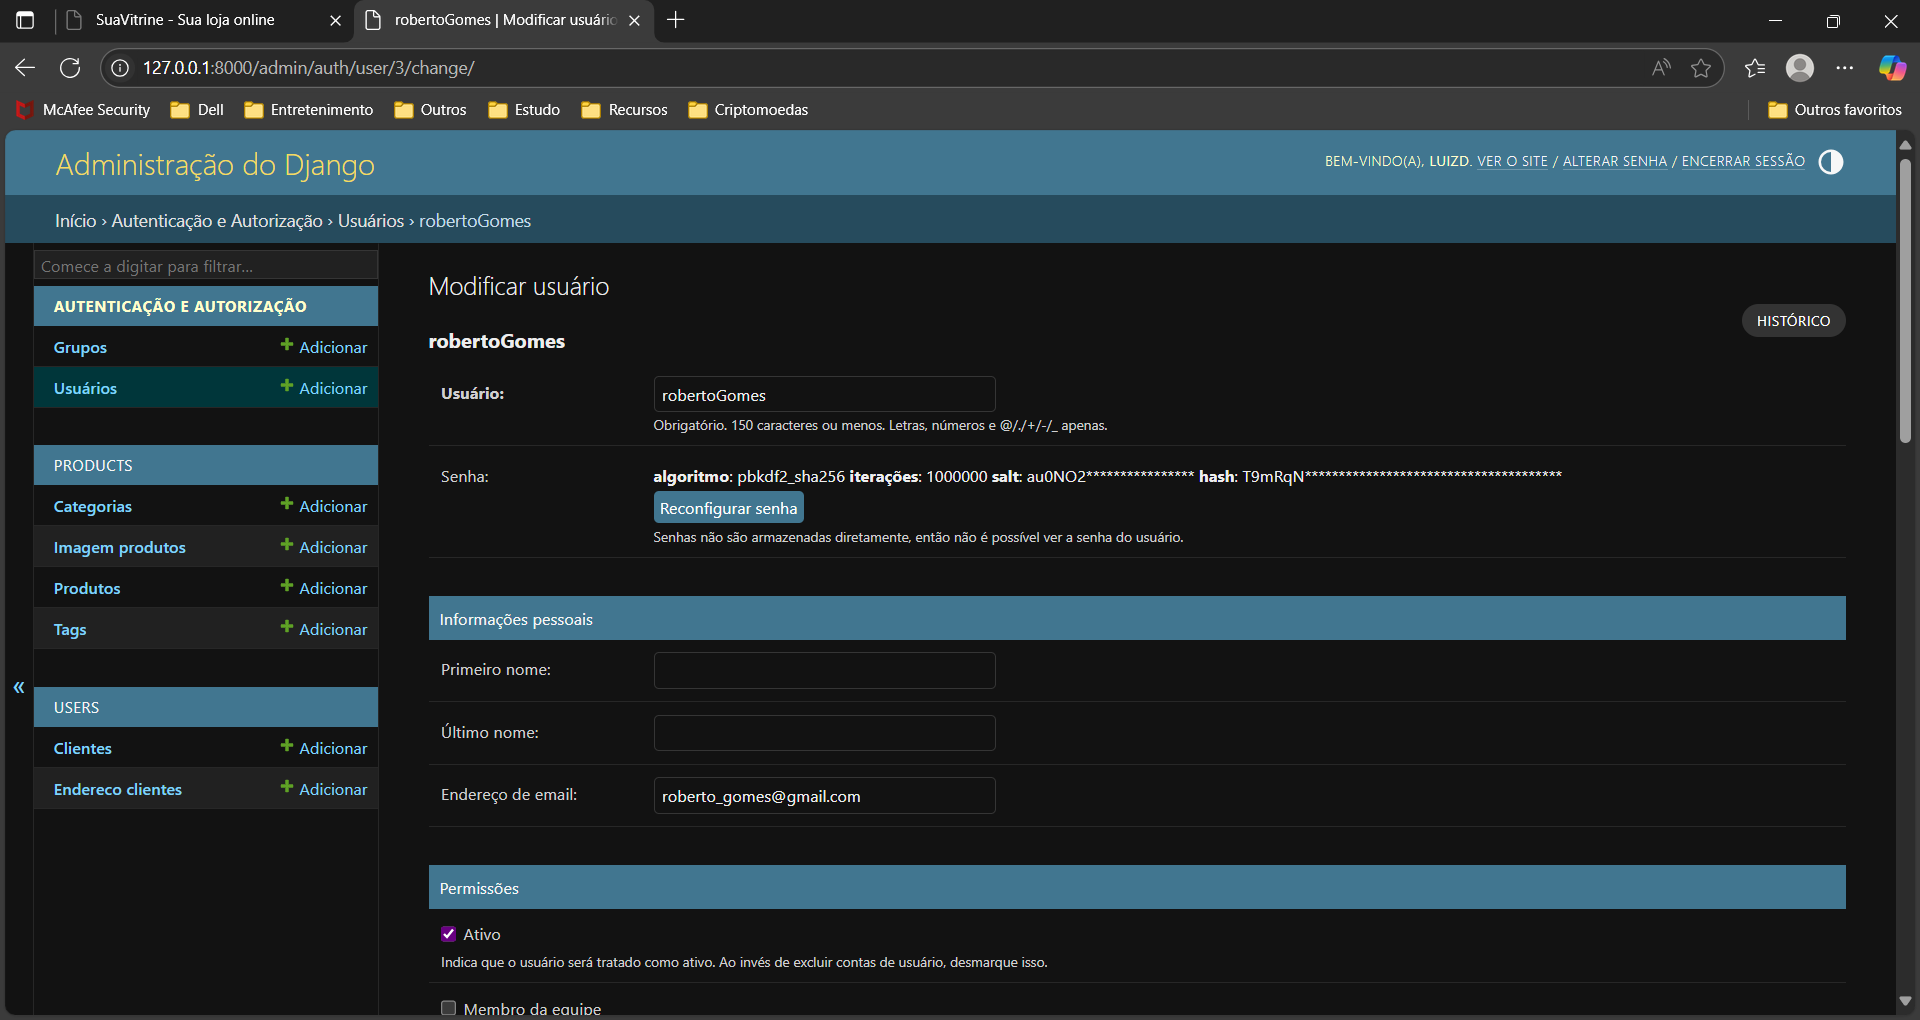 SuaVitrine - Sua loja online
robertoGomes | Modificar usuário
127.0.0.1:8000/admin/auth/user/3/change/
McAfee Security Dell Entretenimento Outros Estudo Recursos Criptomoedas Outros favoritos
Administração do Django
BEM-VINDO(A), LUIZD. VER O SITE / ALTERAR SENHA / ENCERRAR SESSÃO
Início › Autenticação e Autorização › Usuários › robertoGomes
Comece a digitar para filtrar...
AUTENTICAÇÃO E AUTORIZAÇÃO
Grupos + Adicionar
Usuários + Adicionar
PRODUCTS
Categorias + Adicionar
Imagem produtos + Adicionar
Produtos + Adicionar
Tags + Adicionar
«
USERS
Clientes + Adicionar
Endereco clientes + Adicionar
Modificar usuário
HISTÓRICO
robertoGomes
Usuário: robertoGomes
Obrigatório. 150 caracteres ou menos. Letras, números e @/./+/-/_ apenas.
Senha: algoritmo: pbkdf2_sha256 iterações: 1000000 salt: au0NO2**************** hash: T9mRqN**************************************
Reconfigurar senha
Senhas não são armazenadas diretamente, então não é possível ver a senha do usuário.
Informações pessoais
Primeiro nome:
Último nome:
Endereço de email: roberto_gomes@gmail.com
Permissões
Ativo
Indica que o usuário será tratado como ativo. Ao invés de excluir contas de usuário, desmarque isso.
Membro da equipe